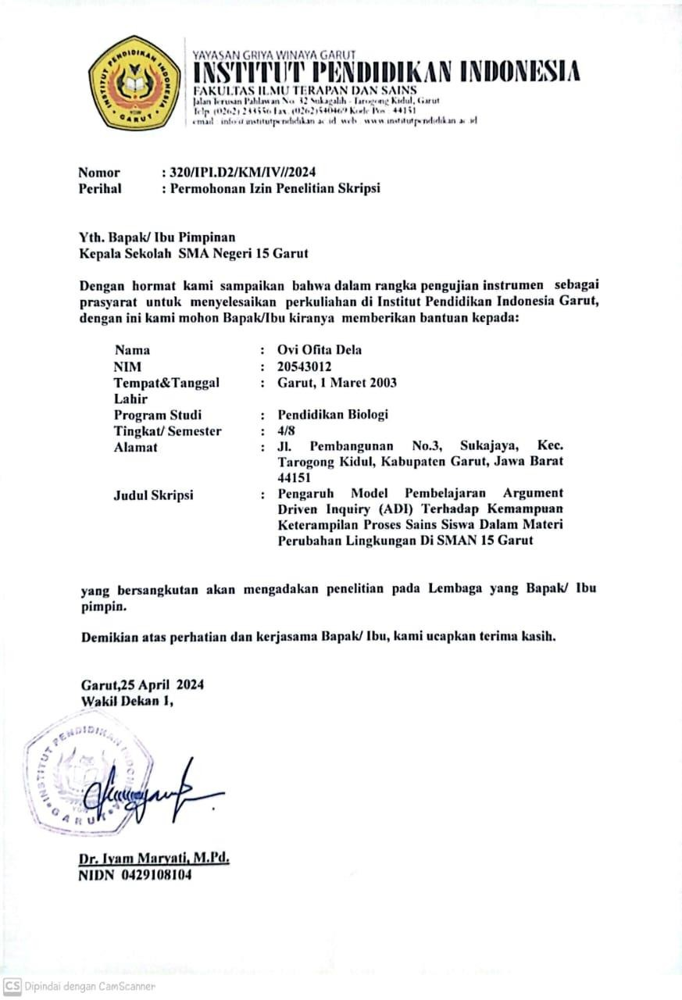 INSTITUT PENDIDIKAN INDONESIA
GARUT
YAYASAN GRIYA WINAYA GARUT
INSTITUT PENDIDIKAN INDONESIA
FAKULTAS ILMU TERAPAN DAN SAINS
Jalan Terusan Pahlawan No. 32 Sukagalih - Tarogong Kidul, Garut
Telp. (0262) 233556 Fax. (0262)540469 Kode Pos : 44151
email : info@institutpendidikan.ac.id web : www.institutpendidikan.ac.id
Nomor : 320/IPI.D2/KM/IV//2024
Perihal : Permohonan Izin Penelitian Skripsi
Yth. Bapak/ Ibu Pimpinan
Kepala Sekolah SMA Negeri 15 Garut
Dengan hormat kami sampaikan bahwa dalam rangka pengujian instrumen sebagai
prasyarat untuk menyelesaikan perkuliahan di Institut Pendidikan Indonesia Garut,
dengan ini kami mohon Bapak/Ibu kiranya memberikan bantuan kepada:
Nama : Ovi Ofita Dela
NIM : 20543012
Tempat&Tanggal : Garut, 1 Maret 2003
Lahir
Program Studi : Pendidikan Biologi
Tingkat/ Semester : 4/8
Alamat : Jl. Pembangunan No.3, Sukajaya, Kec.
Tarogong Kidul, Kabupaten Garut, Jawa Barat
44151
Judul Skripsi : Pengaruh Model Pembelajaran Argument
Driven Inquiry (ADI) Terhadap Kemampuan
Keterampilan Proses Sains Siswa Dalam Materi
Perubahan Lingkungan Di SMAN 15 Garut
yang bersangkutan akan mengadakan penelitian pada Lembaga yang Bapak/ Ibu
pimpin.
Demikian atas perhatian dan kerjasama Bapak/ Ibu, kami ucapkan terima kasih.
Garut,25 April 2024
Wakil Dekan 1,
INSTITUT PENDIDIKAN INDONESIA
GARUT
Dr. Iyam Maryati, M.Pd.
NIDN 0429108104
CS Dipindai dengan CamScanner